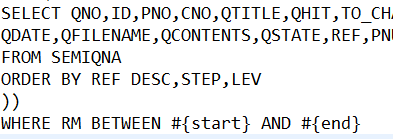 SELECT QNO,ID,PNO,CNO,QTITLE,QHIT,TO_CHA
QDATE,QFILENAME,QCONTENTS,QSTATE,REF,PNU
FROM SEMIQNA
ORDER BY REF DESC,STEP,LEV
))
WHERE RM BETWEEN #{start} AND #{end}